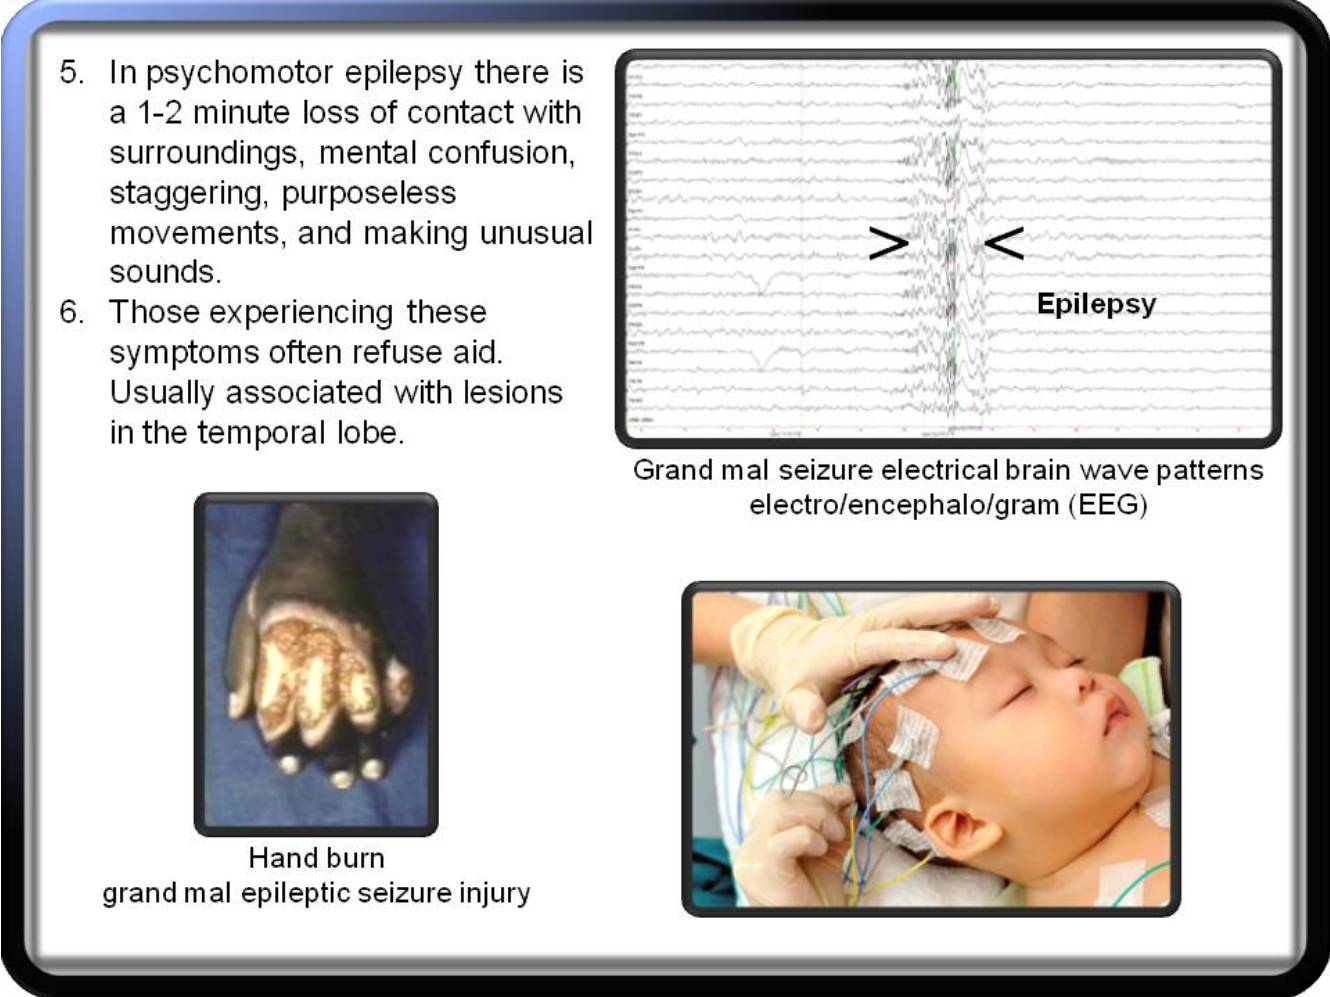 5. In psychomotor epilepsy there is
a 1-2 minute loss of contact with
surroundings, mental confusion,
staggering, purposeless
movements, and making unusual
sounds.
6. Those experiencing these
symptoms often refuse aid.
Usually associated with lesions
in the temporal lobe.
> <
Epilepsy
Grand mal seizure electrical brain wave patterns
electro/encephalo/gram (EEG)
Hand burn
grand mal epileptic seizure injury